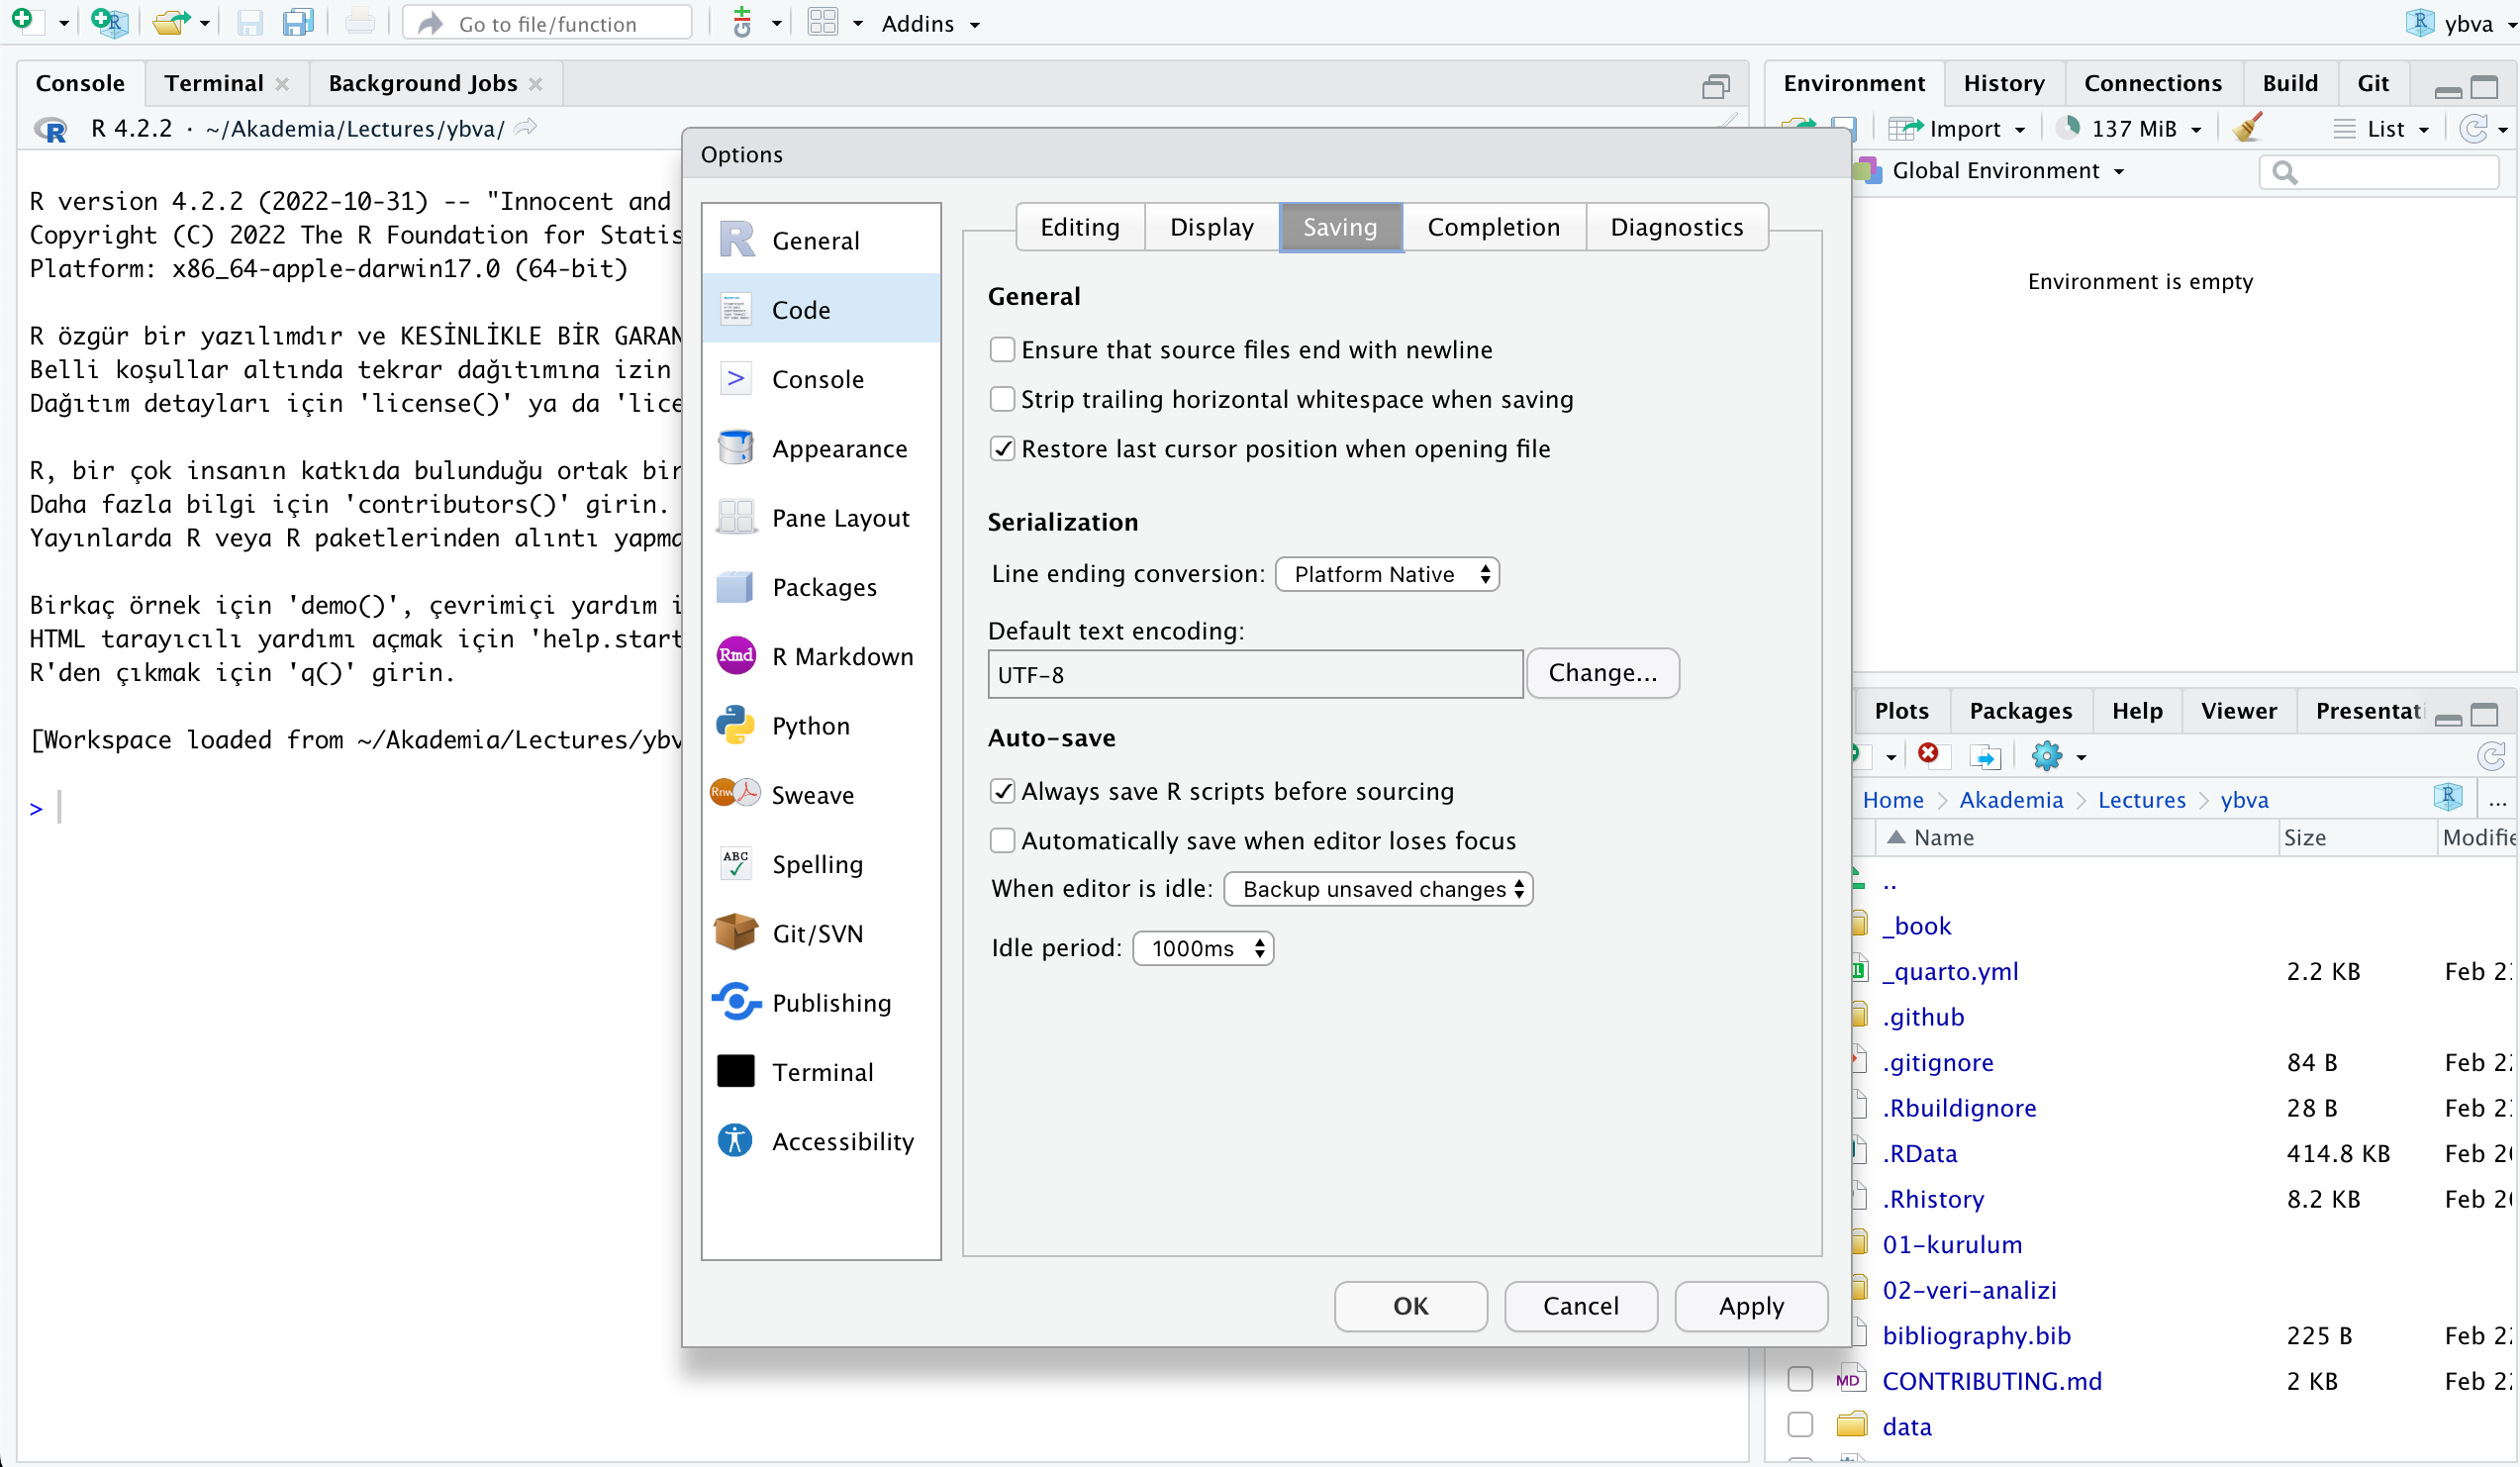 Go to file/function
Addins
ybva
Console
Terminal
Background Jobs
R 4.2.2 · ~/Akademia/Lectures/ybva/
R version 4.2.2 (2022-10-31) -- "Innocent and
Copyright (C) 2022 The R Foundation for Statis
Platform: x86_64-apple-darwin17.0 (64-bit)
R özgür bir yazılımdır ve KESİNLİKLE BİR GARAN
Belli koşullar altında tekrar dağıtımına izin
Dağıtım detayları için 'license()' ya da 'lice
R, bir çok insanın katkıda bulunduğu ortak bir
Daha fazla bilgi için 'contributors()' girin.
Yayınlarda R veya R paketlerinden alıntı yapma
Birkaç örnek için 'demo()', çevrimiçi yardım i
HTML tarayıcılı yardımı açmak için 'help.start
R'den çıkmak için 'q()' girin.
[Workspace loaded from ~/Akademia/Lectures/ybv
>
Options
General
Code
Console
Appearance
Pane Layout
Packages
Rmd R Markdown
Python
Rnw Sweave
ABC Spelling
Git/SVN
Publishing
Terminal
Accessibility
Editing
Display
Saving
Completion
Diagnostics
General
Ensure that source files end with newline
Strip trailing horizontal whitespace when saving
Restore last cursor position when opening file
Serialization
Line ending conversion: Platform Native
Default text encoding:
UTF-8
Change...
Auto-save
Always save R scripts before sourcing
Automatically save when editor loses focus
When editor is idle: Backup unsaved changes
Idle period: 1000ms
OK
Cancel
Apply
Environment
History
Connections
Build
Git
Import
137 MiB
List
Global Environment
Environment is empty
Plots
Packages
Help
Viewer
Presentati
Home
Akademia
Lectures
ybva
...
Name
Size
Modifie
..
_book
_quarto.yml 2.2 KB Feb 2
.github
.gitignore 84 B Feb 2
.Rbuildignore 28 B Feb 2
.RData 414.8 KB Feb 2
.Rhistory 8.2 KB Feb 2
01-kurulum
02-veri-analizi
bibliography.bib 225 B Feb 2
MD CONTRIBUTING.md 2 KB Feb 2
data